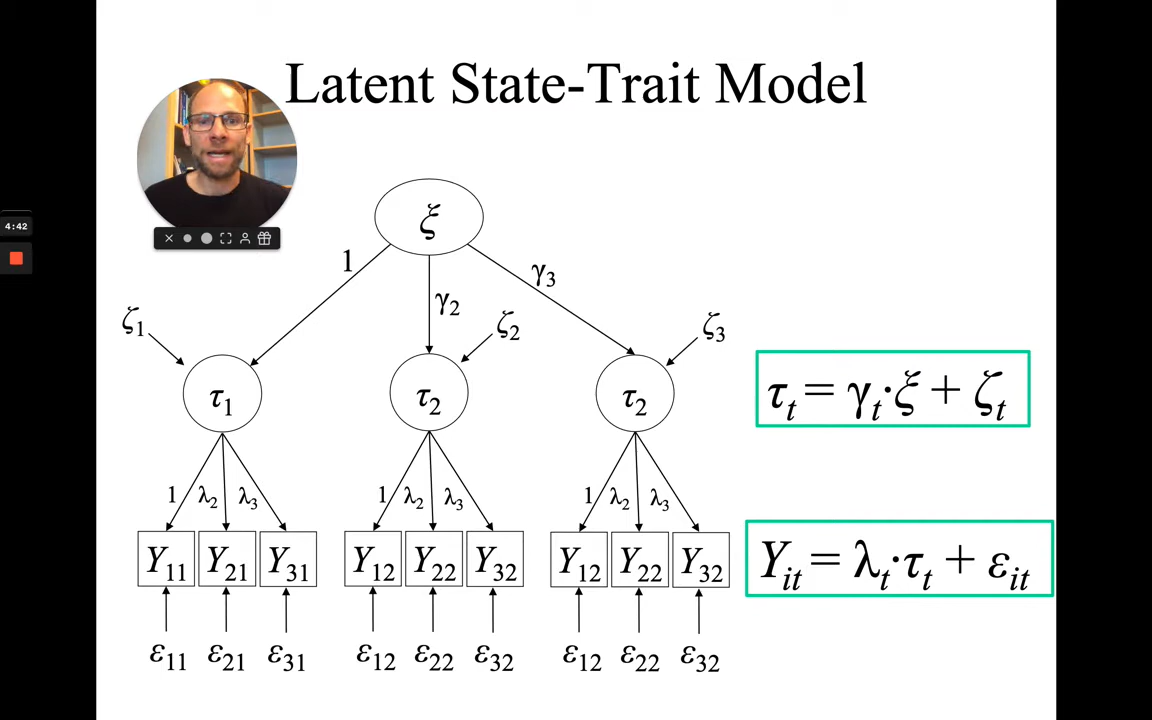 Latent State-Trait Model
4:42
ξ
1
γ2
γ3
ζ1
ζ2
ζ3
τ1
τ2
τ2
τt = γt·ξ + ζt
1 λ2 λ3
1 λ2 λ3
1 λ2 λ3
Y11 Y21 Y31
Y12 Y22 Y32
Y12 Y22 Y32
Yit = λt·τt + εit
ε11 ε21 ε31
ε12 ε22 ε32
ε12 ε22 ε32